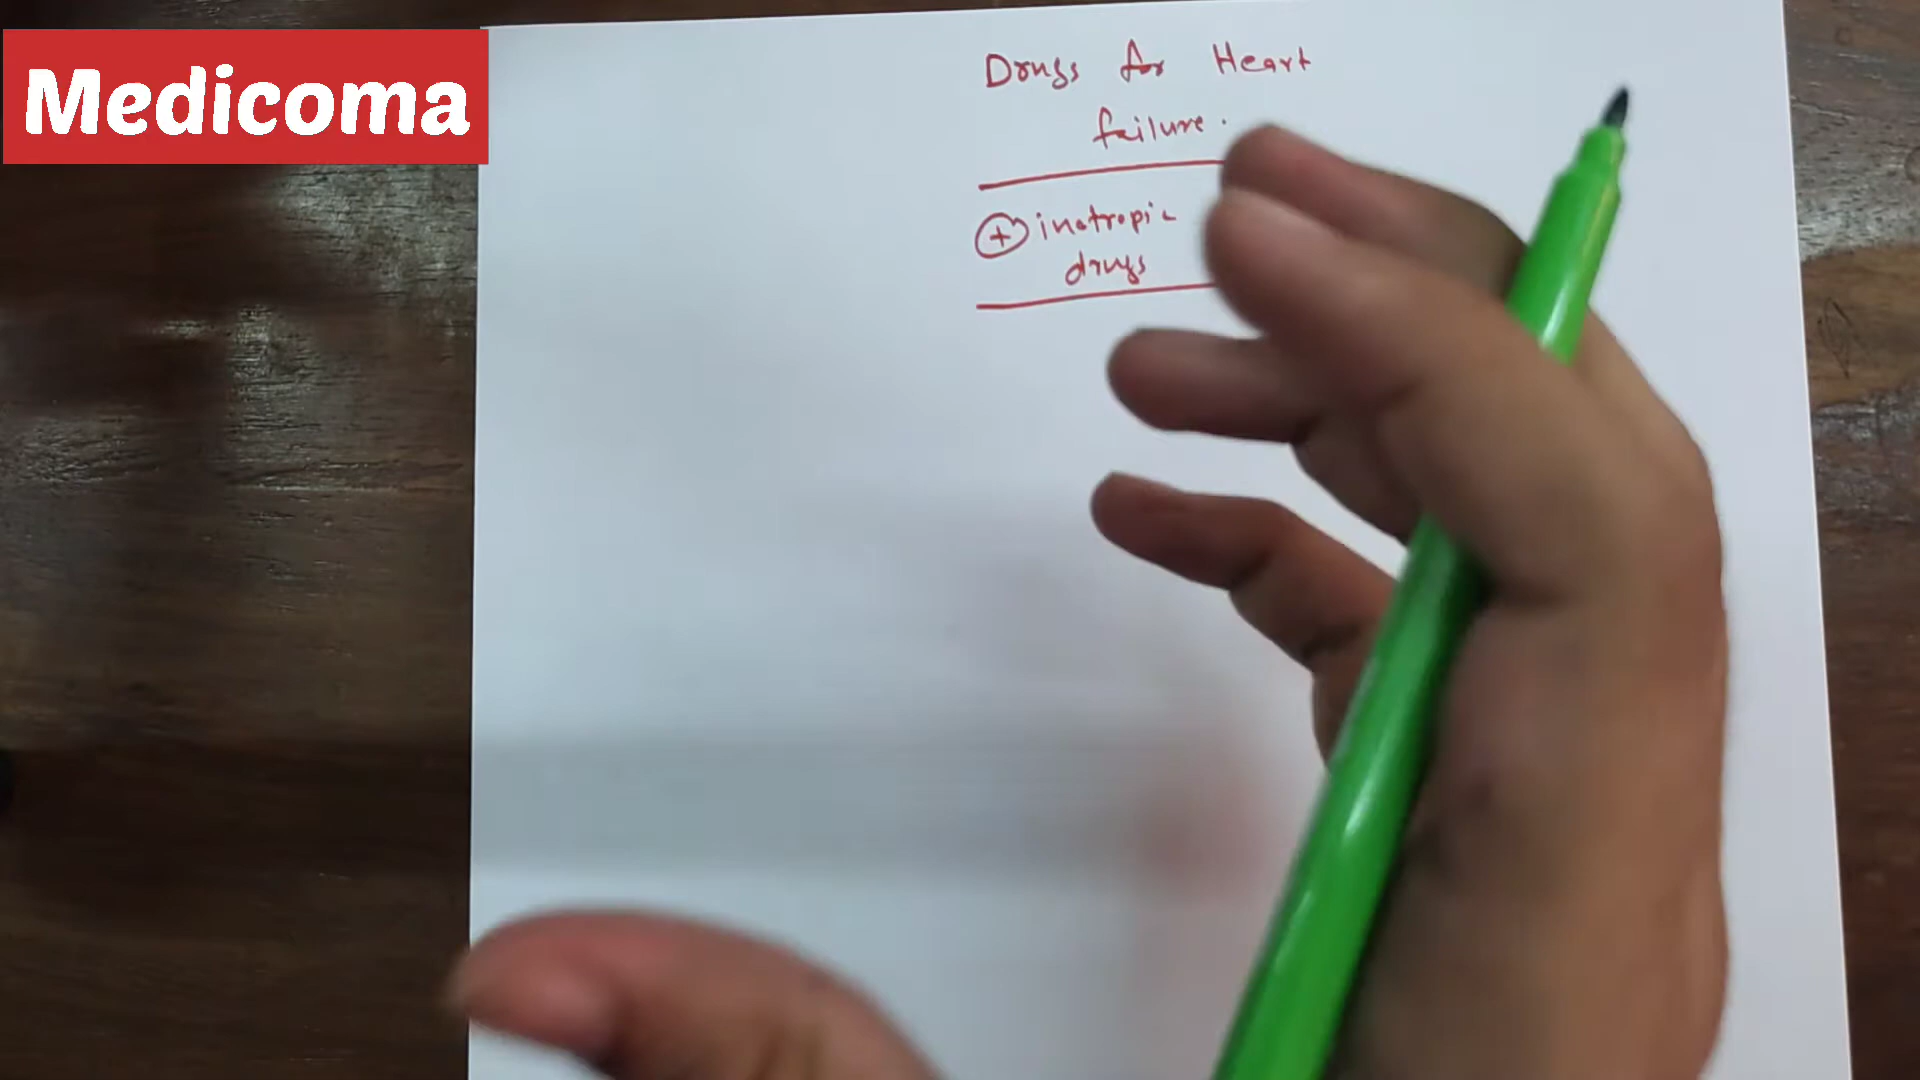 Medicoma
Drugs for Heart
failure.
+ inotropic
drugs